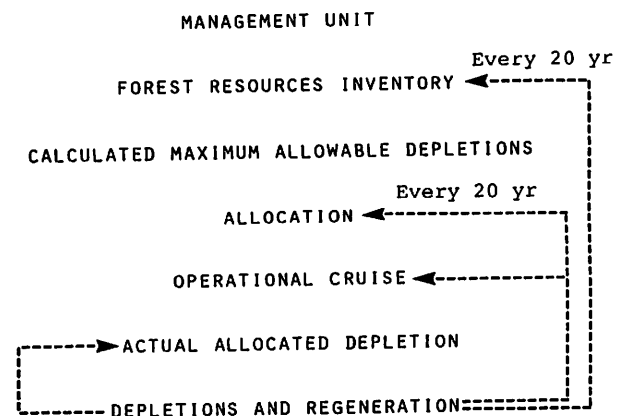 MANAGEMENT UNIT
Every 20 yr
FOREST RESOURCES INVENTORY
CALCULATED MAXIMUM ALLOWABLE DEPLETIONS
Every 20 yr
ALLOCATION
OPERATIONAL CRUISE
ACTUAL ALLOCATED DEPLETION
DEPLETIONS AND REGENERATION